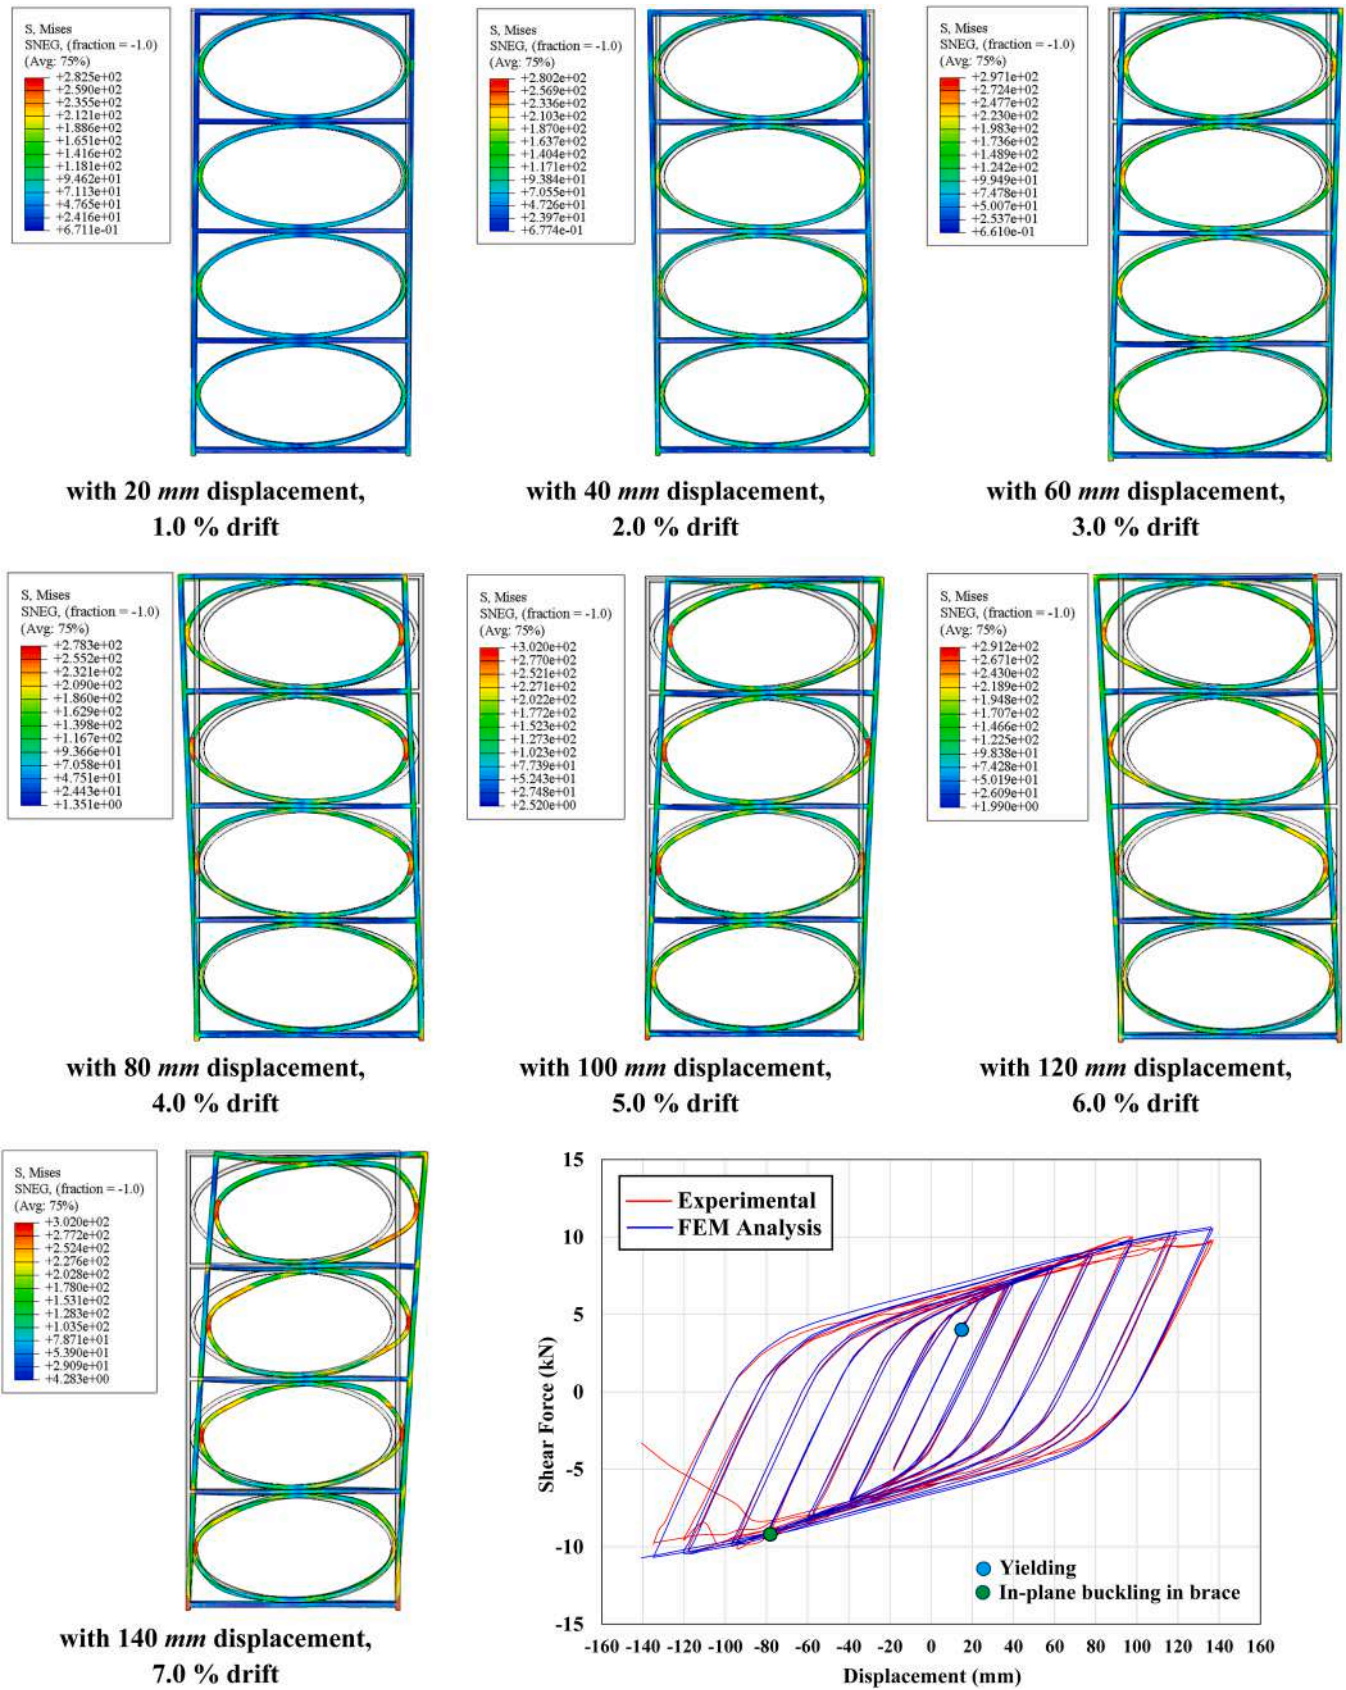 S, Mises
SNEG, (fraction = -1.0)
(Avg: 75%)
+2.825e+02
+2.590e+02
+2.355e+02
+2.121e+02
+1.886e+02
+1.651e+02
+1.416e+02
+1.181e+02
+9.462e+01
+7.113e+01
+4.765e+01
+2.416e+01
+6.711e-01
with 20 mm displacement,
1.0 % drift
S, Mises
SNEG, (fraction = -1.0)
(Avg: 75%)
+2.802e+02
+2.569e+02
+2.336e+02
+2.103e+02
+1.870e+02
+1.637e+02
+1.404e+02
+1.171e+02
+9.384e+01
+7.055e+01
+4.726e+01
+2.397e+01
+6.774e-01
with 40 mm displacement,
2.0 % drift
S, Mises
SNEG, (fraction = -1.0)
(Avg: 75%)
+2.971e+02
+2.724e+02
+2.477e+02
+2.230e+02
+1.983e+02
+1.736e+02
+1.489e+02
+1.242e+02
+9.949e+01
+7.478e+01
+5.007e+01
+2.537e+01
+6.610e-01
with 60 mm displacement,
3.0 % drift
S, Mises
SNEG, (fraction = -1.0)
(Avg: 75%)
+2.783e+02
+2.552e+02
+2.321e+02
+2.090e+02
+1.860e+02
+1.629e+02
+1.398e+02
+1.167e+02
+9.366e+01
+7.058e+01
+4.751e+01
+2.443e+01
+1.351e+00
with 80 mm displacement,
4.0 % drift
S, Mises
SNEG, (fraction = -1.0)
(Avg: 75%)
+3.020e+02
+2.770e+02
+2.521e+02
+2.271e+02
+2.022e+02
+1.772e+02
+1.523e+02
+1.273e+02
+1.023e+02
+7.739e+01
+5.243e+01
+2.748e+01
+2.520e+00
with 100 mm displacement,
5.0 % drift
S, Mises
SNEG, (fraction = -1.0)
(Avg: 75%)
+2.912e+02
+2.671e+02
+2.430e+02
+2.189e+02
+1.948e+02
+1.707e+02
+1.466e+02
+1.225e+02
+9.838e+01
+7.428e+01
+5.019e+01
+2.609e+01
+1.990e+00
with 120 mm displacement,
6.0 % drift
S, Mises
SNEG, (fraction = -1.0)
(Avg: 75%)
+3.020e+02
+2.772e+02
+2.524e+02
+2.276e+02
+2.028e+02
+1.780e+02
+1.531e+02
+1.283e+02
+1.035e+02
+7.871e+01
+5.390e+01
+2.909e+01
+4.283e+00
with 140 mm displacement,
7.0 % drift
Experimental
FEM Analysis
Shear Force (kN)
15
10
5
0
-5
-10
-15
Yielding
In-plane buckling in brace
-160 -140 -120 -100 -80 -60 -40 -20 0 20 40 60 80 100 120 140 160
Displacement (mm)